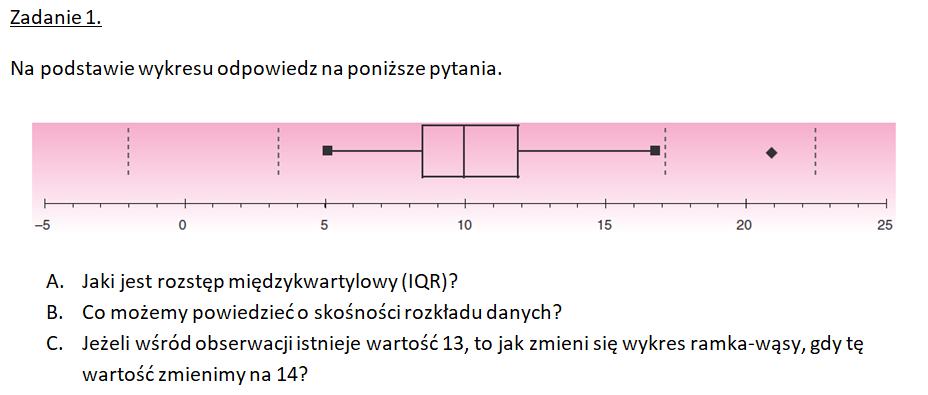 Zadanie 1.
Na podstawie wykresu odpowiedz na poniższe pytania.
–5 0 5 10 15 20 25
A. Jaki jest rozstęp międzykwartylowy (IQR)?
B. Co możemy powiedzieć o skośności rozkładu danych?
C. Jeżeli wśród obserwacji istnieje wartość 13, to jak zmieni się wykres ramka-wąsy, gdy tę
wartość zmienimy na 14?